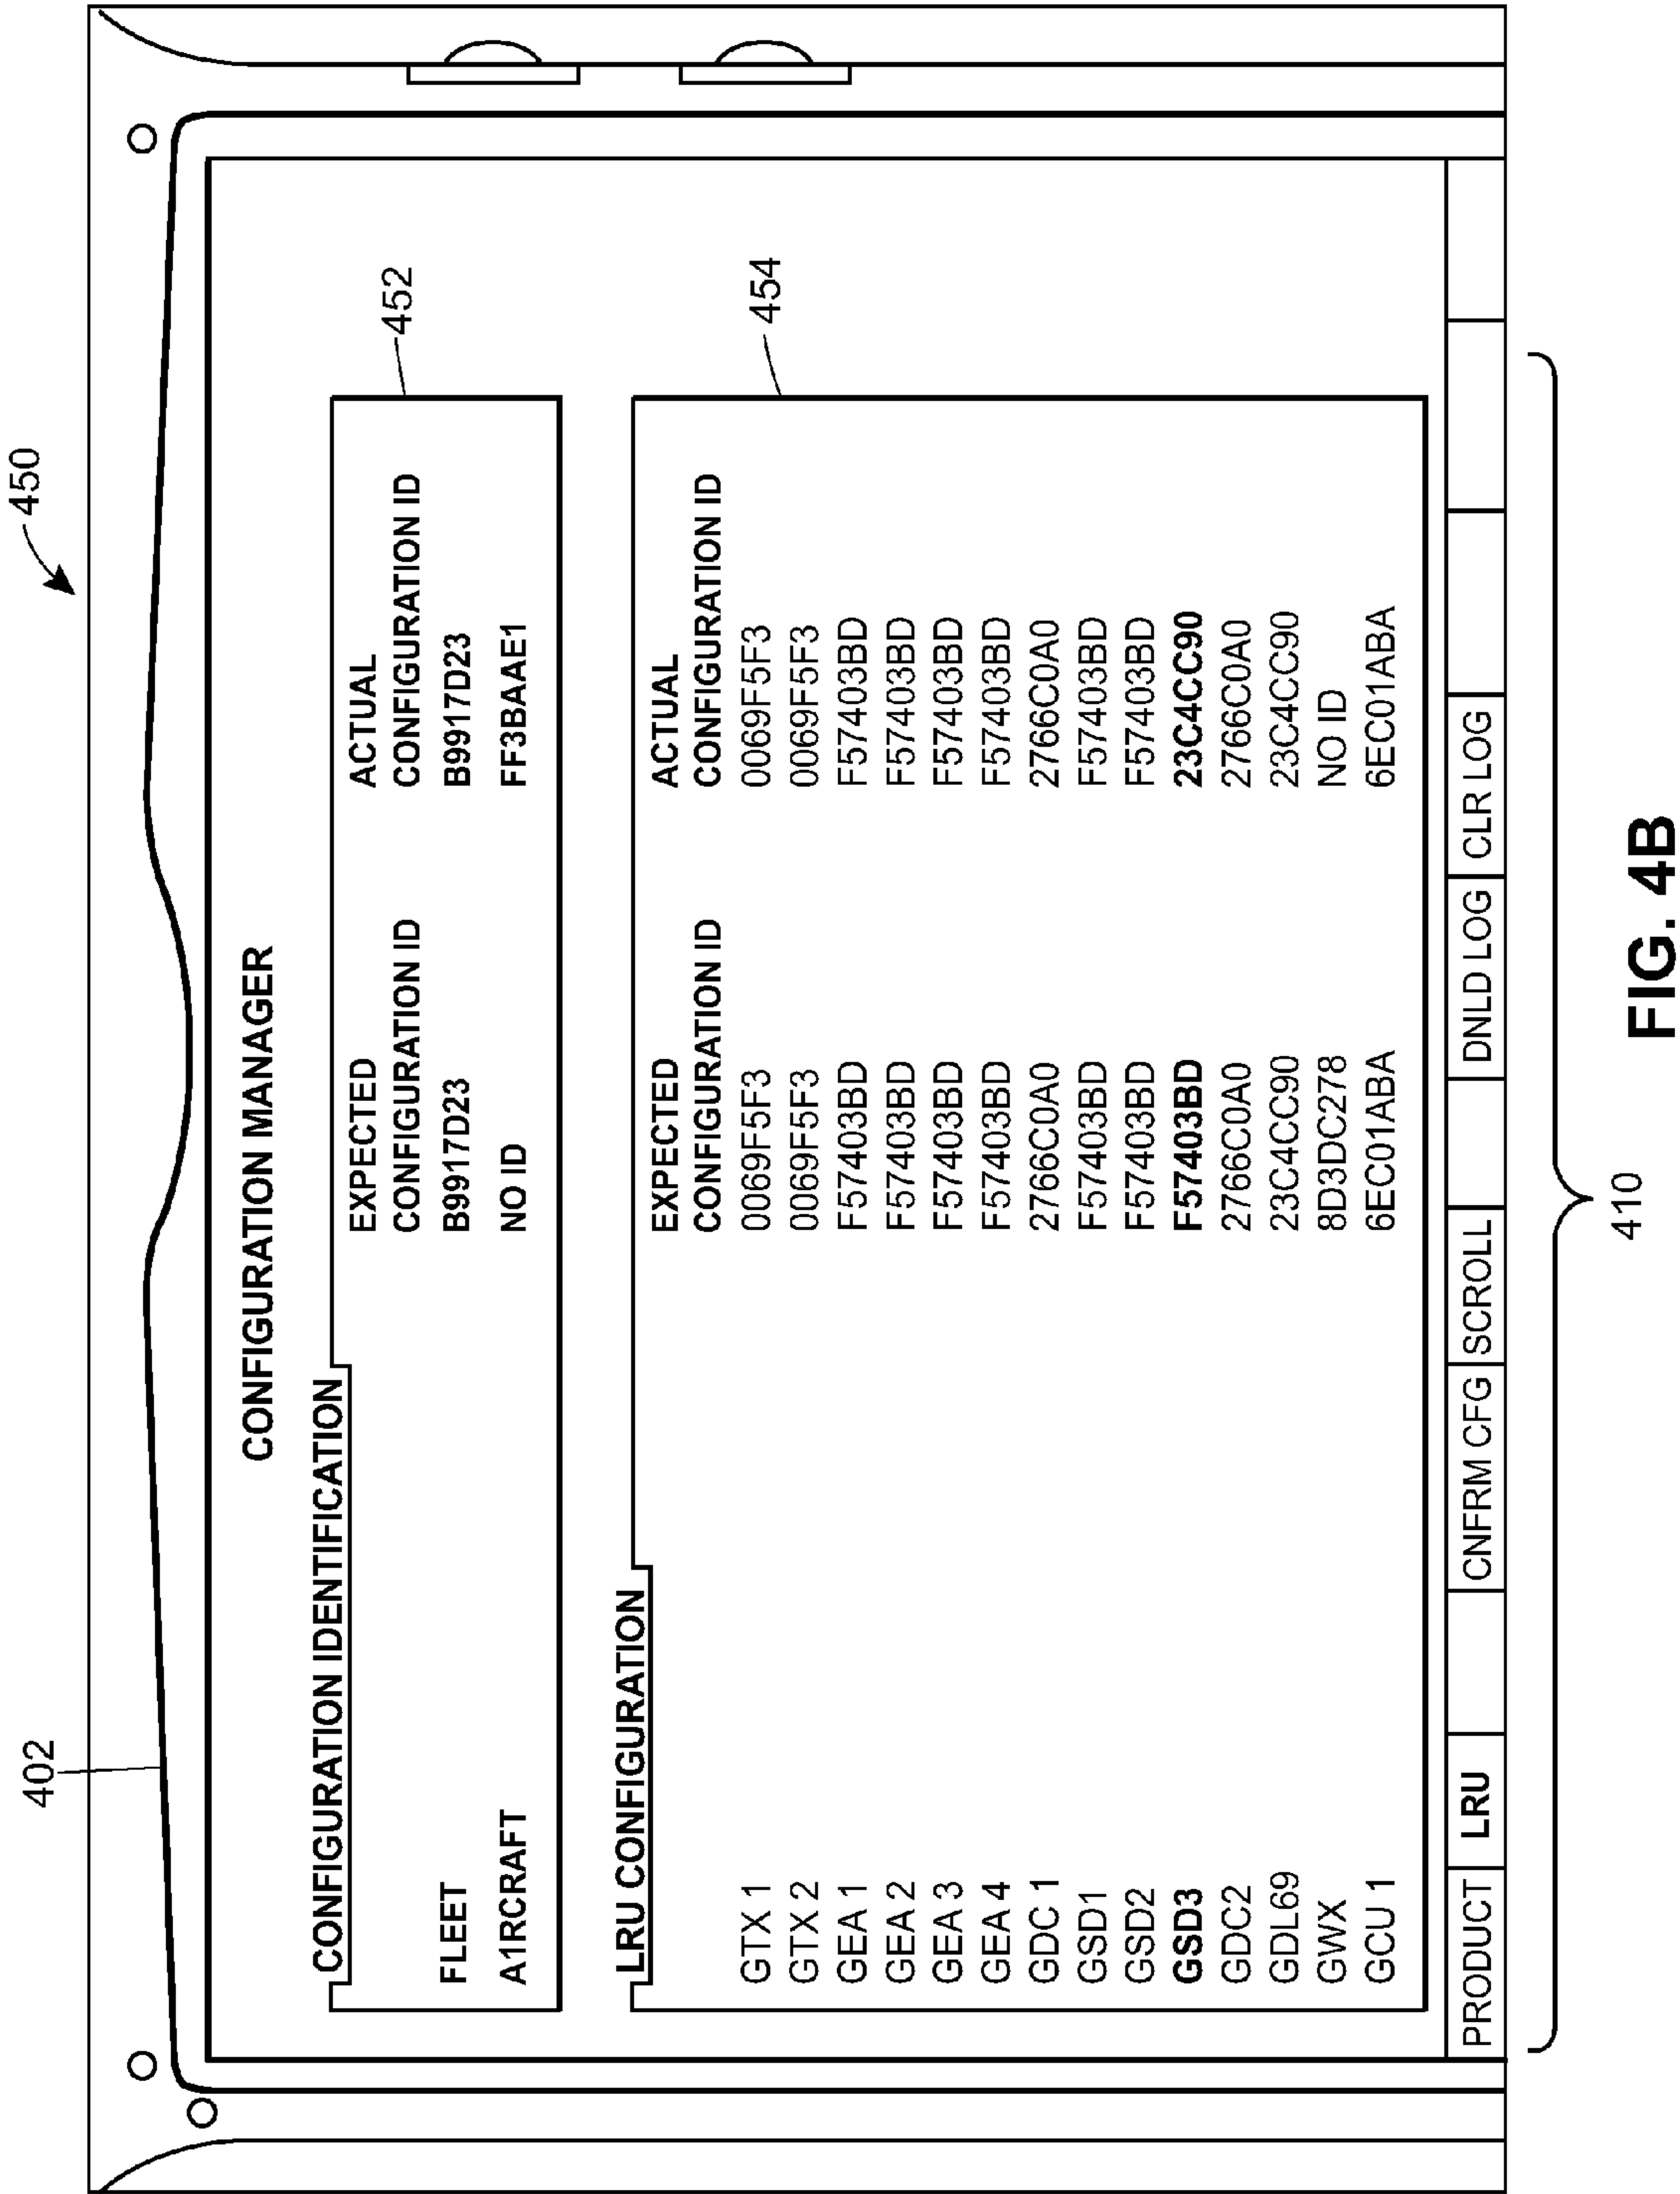 450
402
CONFIGURATION MANAGER
CONFIGURATION IDENTIFICATION
EXPECTED ACTUAL
CONFIGURATION ID CONFIGURATION ID
FLEET B9917D23 B9917D23
A1RCRAFT NO ID FF3BAAE1
452
LRU CONFIGURATION
EXPECTED ACTUAL
CONFIGURATION ID CONFIGURATION ID
GTX 1 0069F5F3 0069F5F3
GTX 2 0069F5F3 0069F5F3
GEA 1 F57403BD F57403BD
GEA 2 F57403BD F57403BD
GEA 3 F57403BD F57403BD
GEA 4 F57403BD F57403BD
GDC 1 2766C0A0 2766C0A0
GSD1 F57403BD F57403BD
GSD2 F57403BD F57403BD
GSD3 F57403BD 23C4CC90
GDC2 2766C0A0 2766C0A0
GDL69 23C4CC90 23C4CC90
GWX 8D3DC278 NO ID
GCU 1 6EC01ABA 6EC01ABA
454
PRODUCT LRU CNFRM CFG SCROLL DNLD LOG CLR LOG
410
FIG. 4B